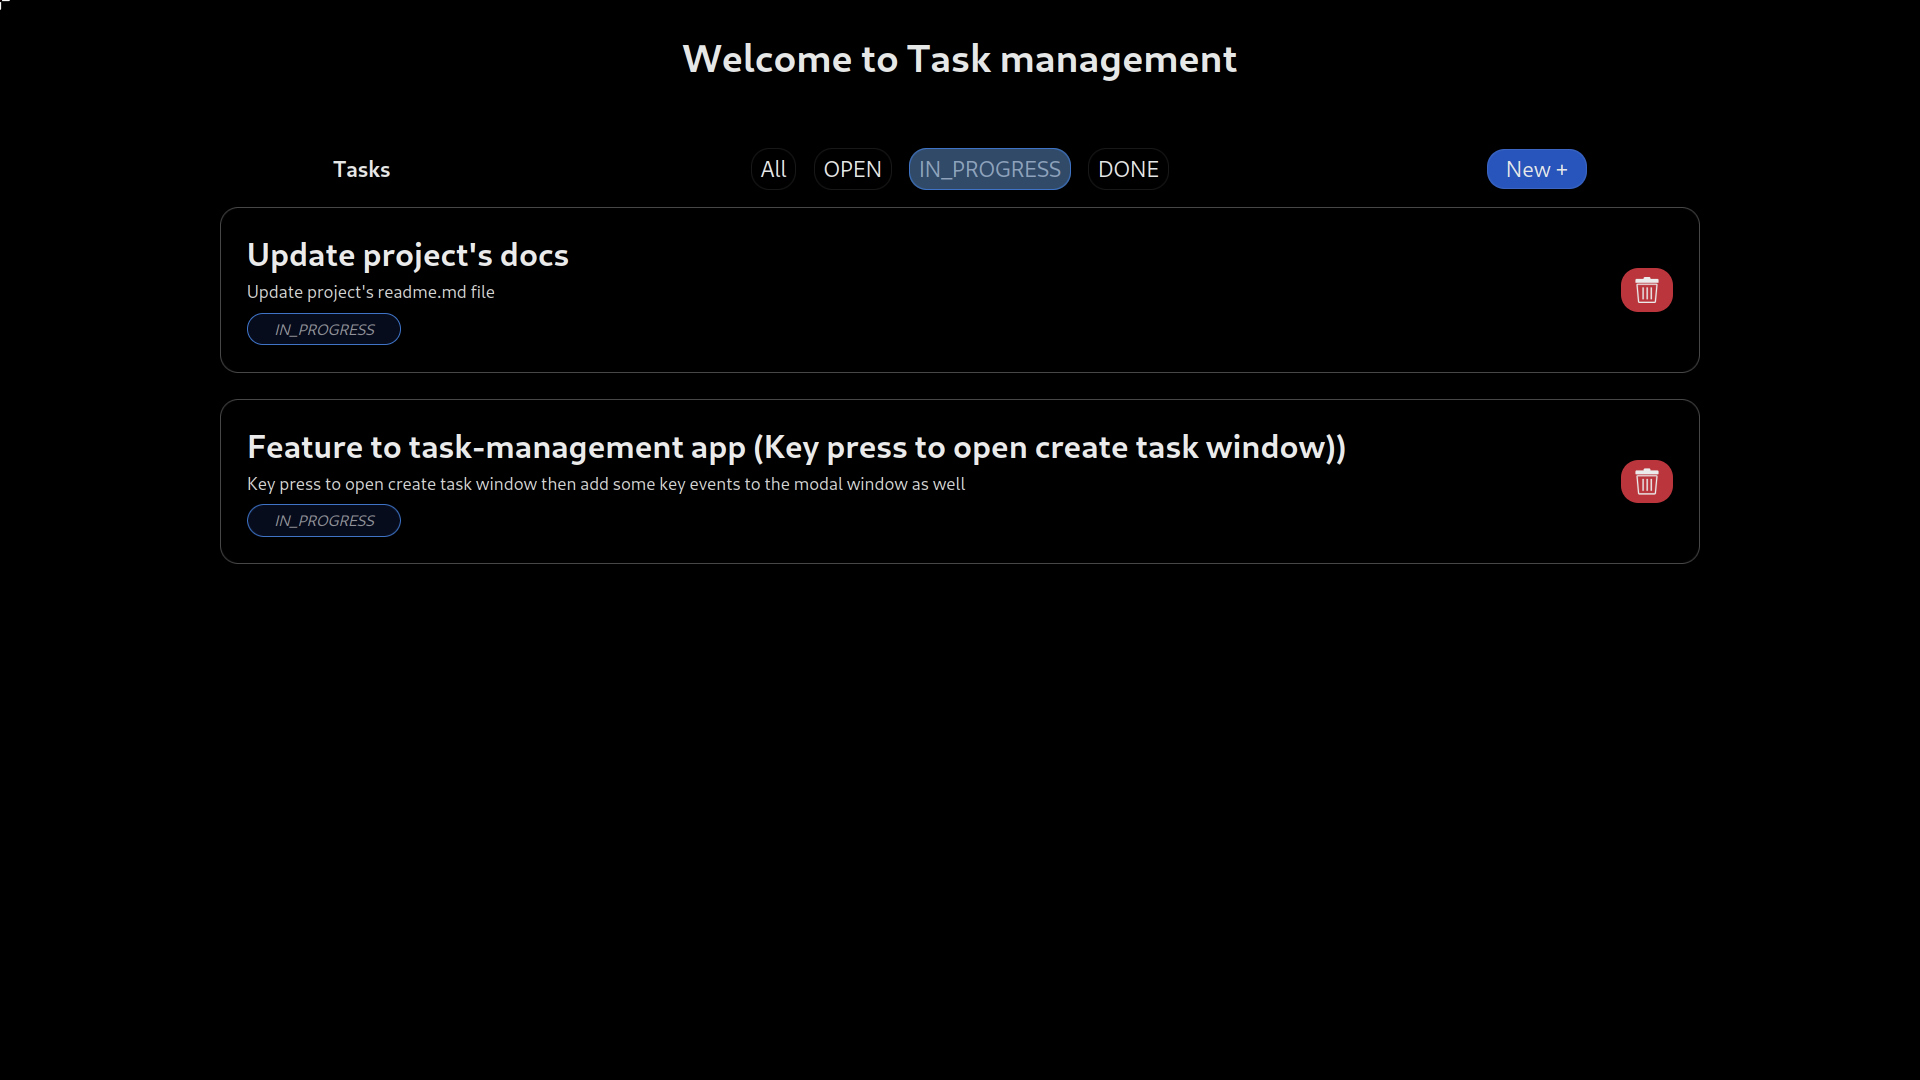 Welcome to Task management
Tasks
All
OPEN
IN_PROGRESS
DONE
New +
Update project's docs
Update project's readme.md file
IN_PROGRESS
Feature to task-management app (Key press to open create task window))
Key press to open create task window then add some key events to the modal window as well
IN_PROGRESS